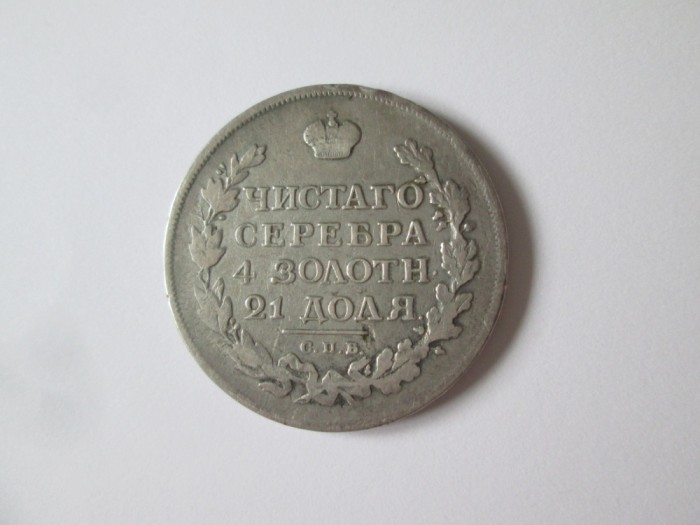 ЧИСТАГО
СЕРЕБРА
4 ЗОЛОТН.
21 ДОЛЯ.
С.П.Б.